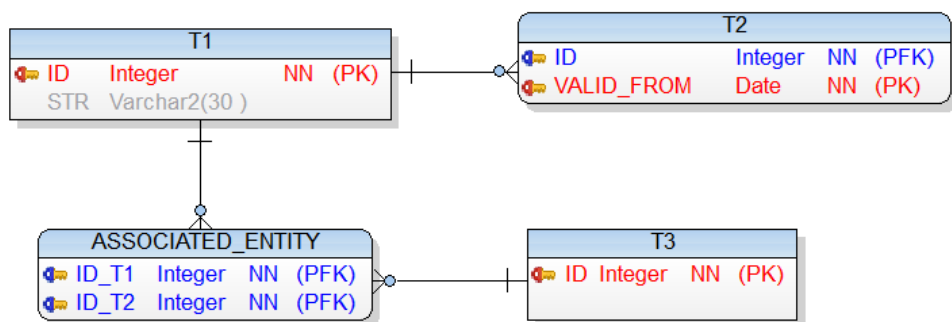 T1
ID Integer NN (PK)
STR Varchar2(30 )
T2
ID Integer NN (PFK)
VALID_FROM Date NN (PK)
ASSOCIATED_ENTITY
ID_T1 Integer NN (PFK)
ID_T2 Integer NN (PFK)
T3
ID Integer NN (PK)